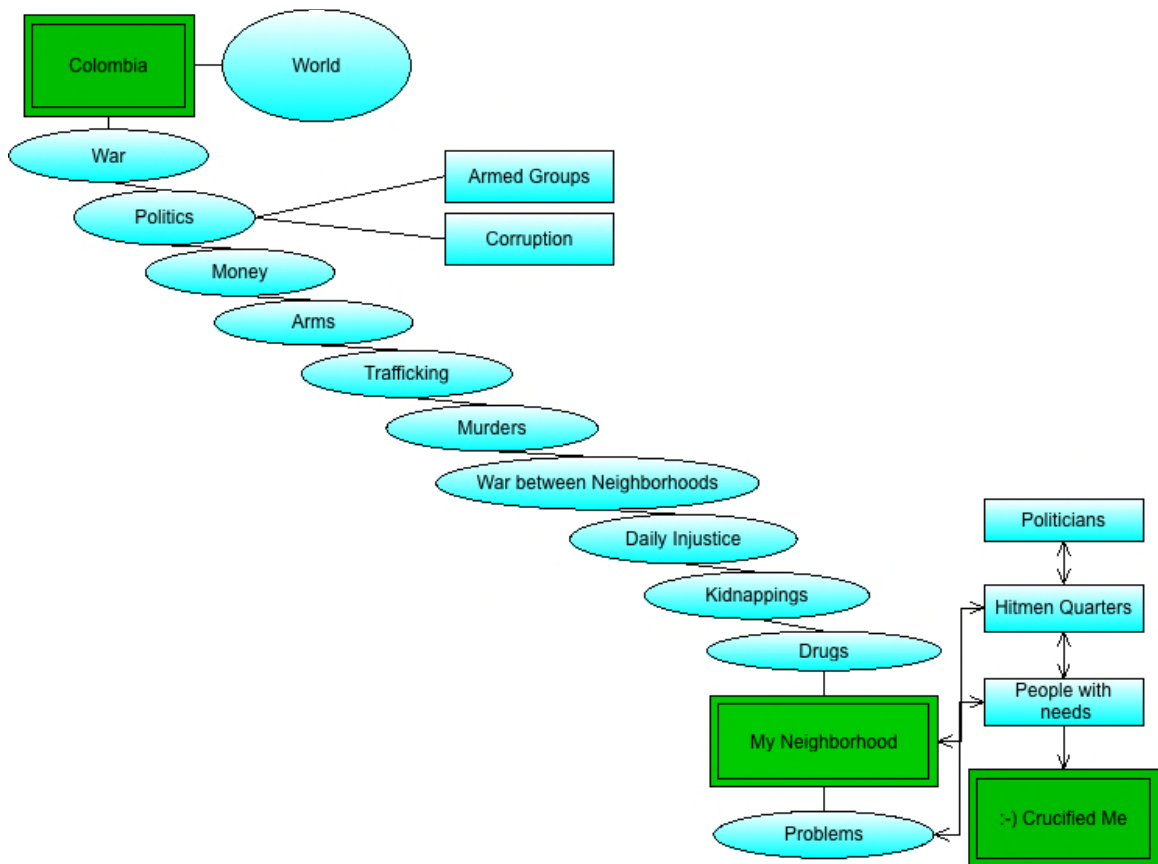 Colombia
World
War
Armed Groups
Politics
Corruption
Money
Arms
Trafficking
Murders
War between Neighborhoods
Politicians
Daily Injustice
Kidnappings
Hitmen Quarters
Drugs
People with
needs
My Neighborhood
:-) Crucified Me
Problems